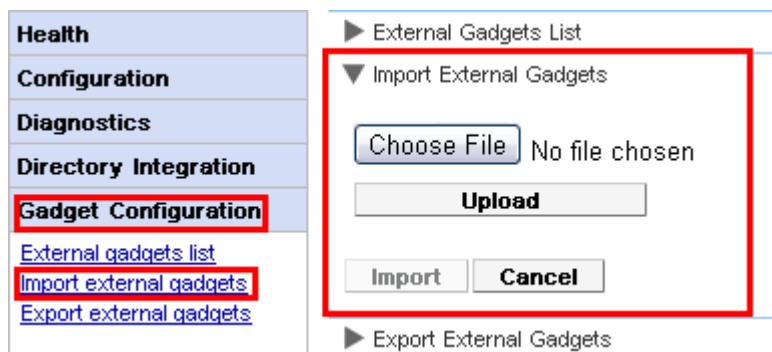 Health
Configuration
Diagnostics
Directory Integration
Gadget Configuration
External gadgets list
Import external gadgets
Export external gadgets
External Gadgets List
Import External Gadgets
Choose File No file chosen
Upload
Import Cancel
Export External Gadgets